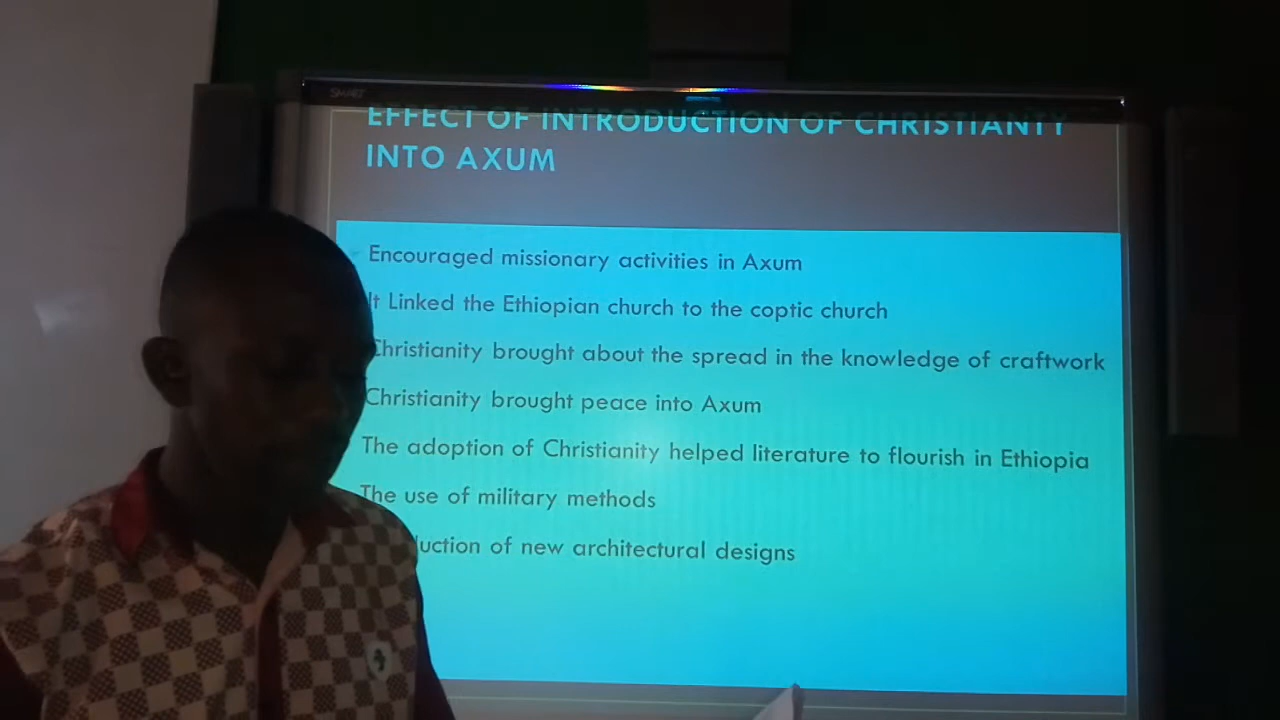 SMART
EFFECT OF INTRODUCTION OF CHRISTIANITY
INTO AXUM
Encouraged missionary activities in Axum
It Linked the Ethiopian church to the coptic church
Christianity brought about the spread in the knowledge of craftwork
Christianity brought peace into Axum
The adoption of Christianity helped literature to flourish in Ethiopia
The use of military methods
of new architectural designs